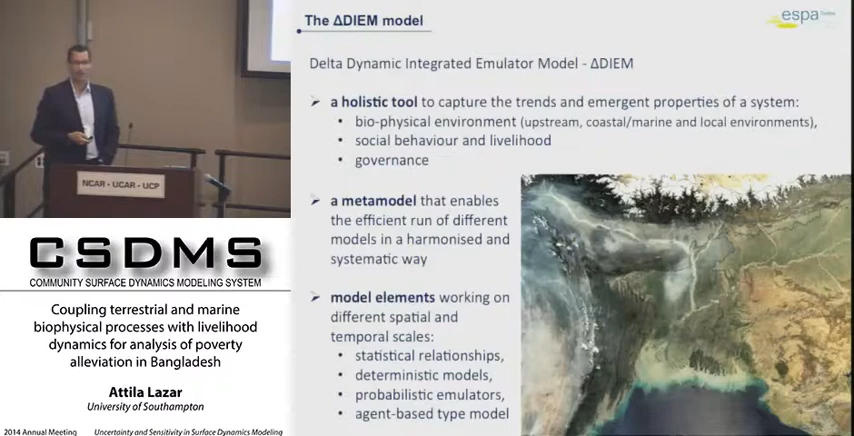 The ΔDIEM model
espa
Delta Dynamic Integrated Emulator Model - ΔDIEM
➤ a holistic tool to capture the trends and emergent properties of a system:
• bio-physical environment (upstream, coastal/marine and local environments),
• social behaviour and livelihood
• governance
➤ a metamodel that enables
the efficient run of different
models in a harmonised and
systematic way
➤ model elements working on
different spatial and
temporal scales:
• statistical relationships,
• deterministic models,
• probabilistic emulators,
• agent-based type model
NCAR - UCAR - UCP
CSDMS
COMMUNITY SURFACE DYNAMICS MODELING SYSTEM
Coupling terrestrial and marine
biophysical processes with livelihood
dynamics for analysis of poverty
alleviation in Bangladesh
Attila Lazar
University of Southampton
2014 Annual Meeting Uncertainty and Sensitivity in Surface Dynamics Modeling